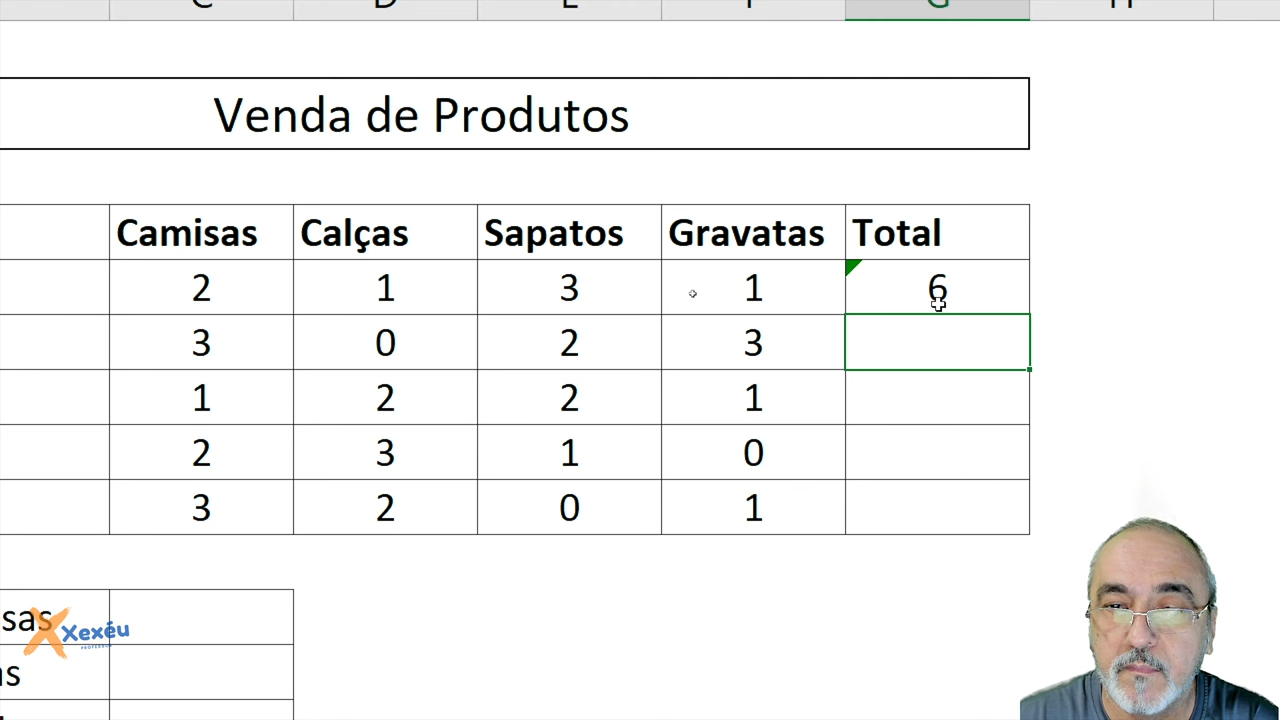 C D E F G H
Venda de Produtos
Camisas Calças Sapatos Gravatas Total
2 1 3 1 6
3 0 2 3
1 2 2 1
2 3 1 0
3 2 0 1
sas
Xexéu
PROFESSOR
as